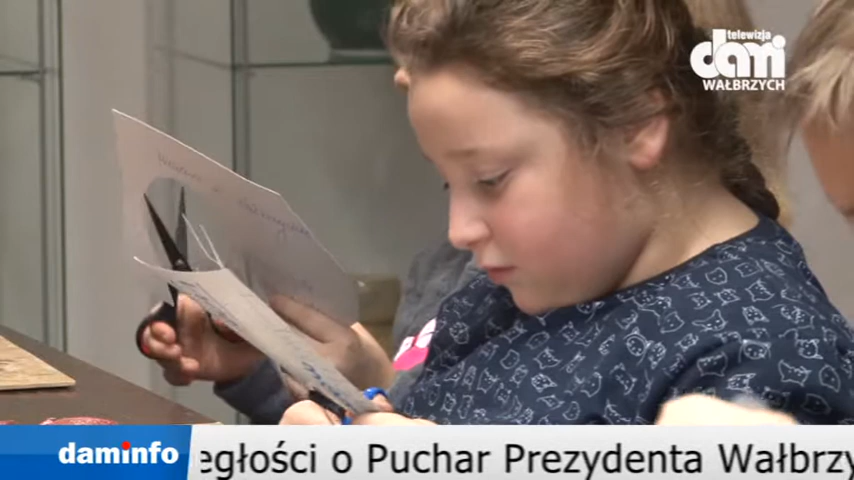 telewizja
dami
WAŁBRZYCH
daminfo
egłości o Puchar Prezydenta Wałbrzy